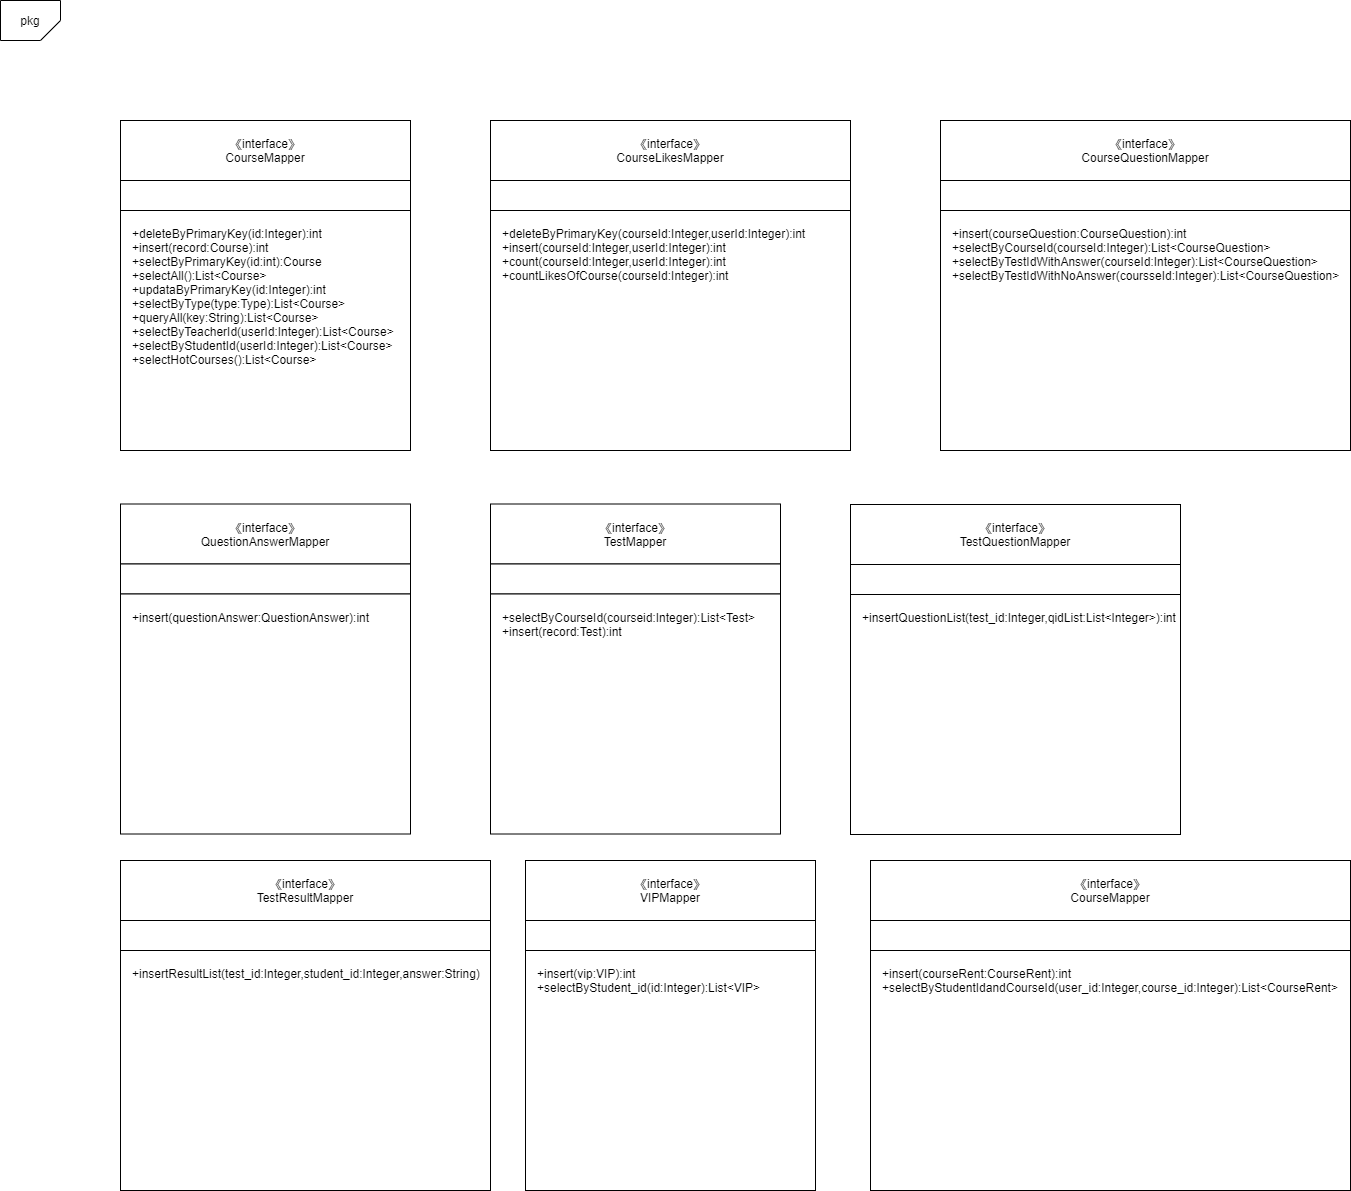 pkg
《interface》
CourseMapper
+deleteByPrimaryKey(id:Integer):int
+insert(record:Course):int
+selectByPrimaryKey(id:int):Course
+selectAll():List<Course>
+updataByPrimaryKey(id:Integer):int
+selectByType(type:Type):List<Course>
+queryAll(key:String):List<Course>
+selectByTeacherId(userId:Integer):List<Course>
+selectByStudentId(userId:Integer):List<Course>
+selectHotCourses():List<Course>
《interface》
CourseLikesMapper
+deleteByPrimaryKey(courseId:Integer,userId:Integer):int
+insert(courseId:Integer,userId:Integer):int
+count(courseId:Integer,userId:Integer):int
+countLikesOfCourse(courseId:Integer):int
《interface》
CourseQuestionMapper
+insert(courseQuestion:CourseQuestion):int
+selectByCourseId(courseId:Integer):List<CourseQuestion>
+selectByTestIdWithAnswer(courseId:Integer):List<CourseQuestion>
+selectByTestIdWithNoAnswer(coursseId:Integer):List<CourseQuestion>
《interface》
QuestionAnswerMapper
+insert(questionAnswer:QuestionAnswer):int
《interface》
TestMapper
+selectByCourseId(courseid:Integer):List<Test>
+insert(record:Test):int
《interface》
TestQuestionMapper
+insertQuestionList(test_id:Integer,qidList:List<Integer>):int
《interface》
TestResultMapper
+insertResultList(test_id:Integer,student_id:Integer,answer:String)
《interface》
VIPMapper
+insert(vip:VIP):int
+selectByStudent_id(id:Integer):List<VIP>
《interface》
CourseMapper
+insert(courseRent:CourseRent):int
+selectByStudentIdandCourseId(user_id:Integer,course_id:Integer):List<CourseRent>